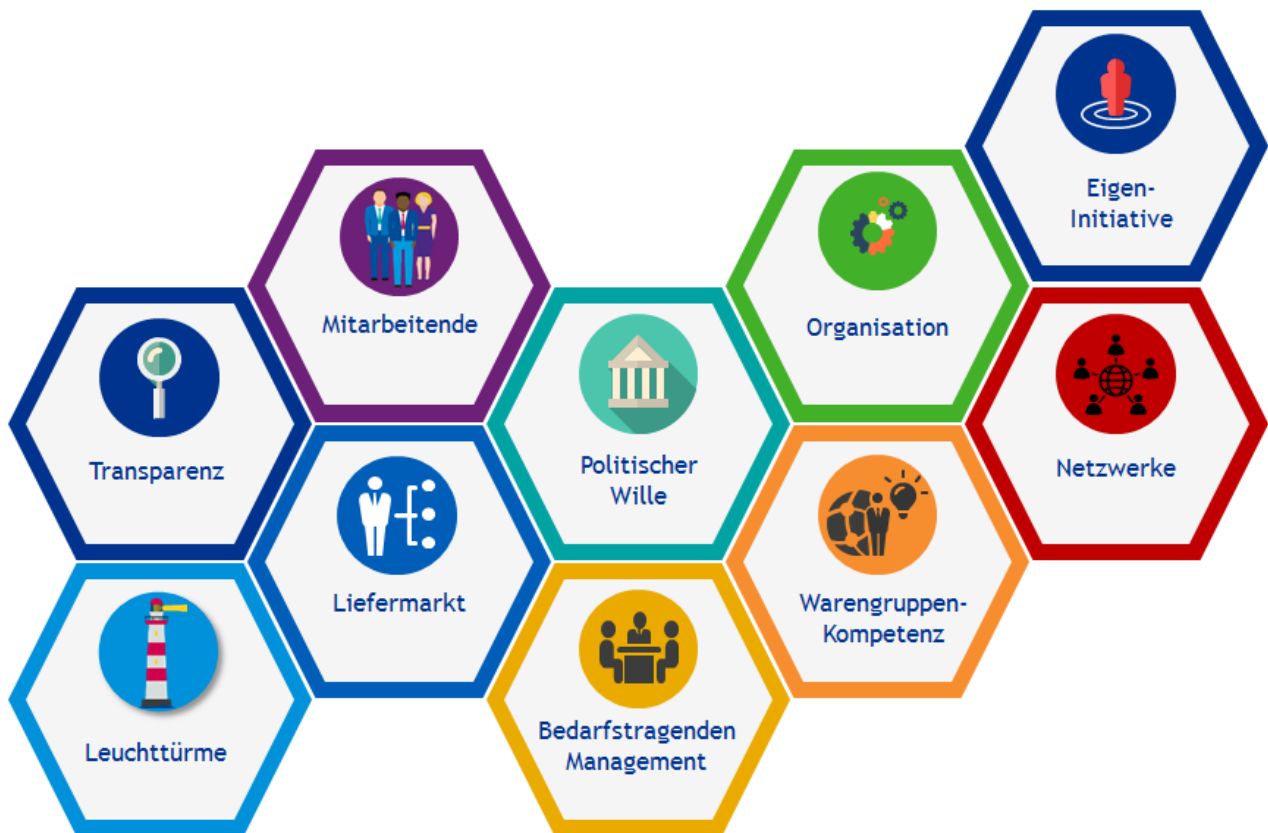 Eigen-
Initiative
Mitarbeitende
Organisation
Transparenz
Politischer
Wille
Netzwerke
Liefermarkt
Warengruppen-
Kompetenz
Leuchttürme
Bedarfstragenden
Management